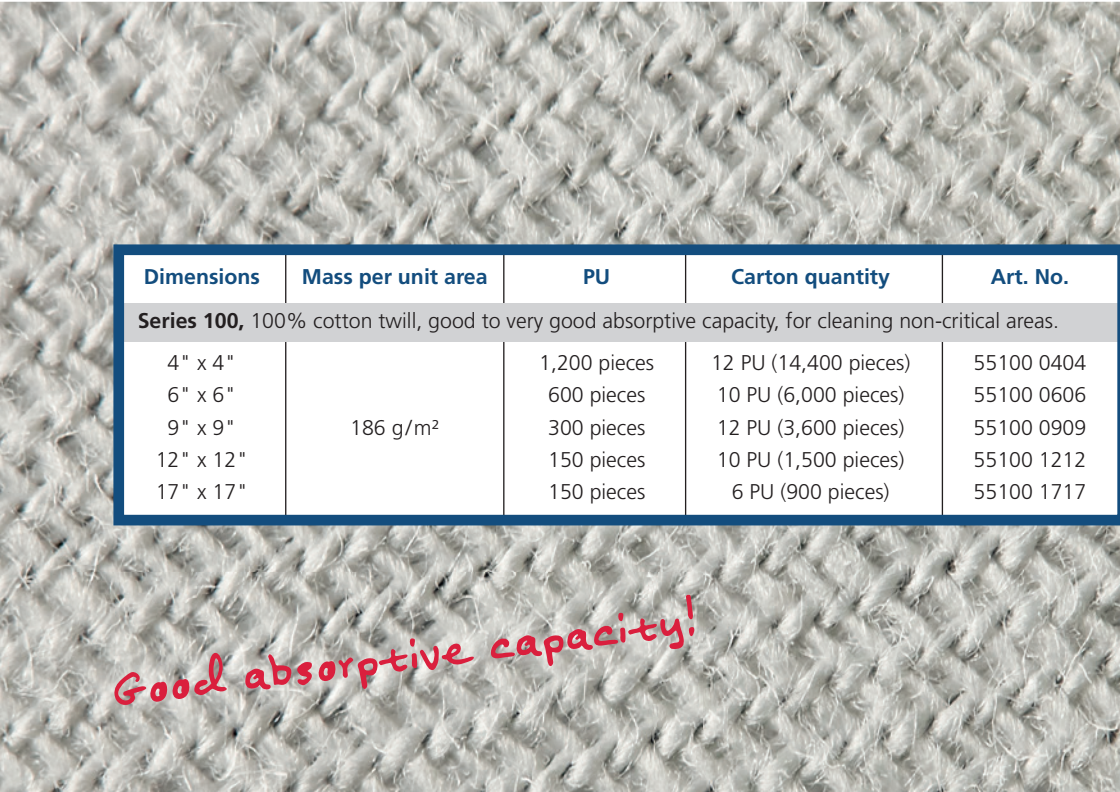 Dimensions Mass per unit area PU Carton quantity Art. No.
Series 100, 100% cotton twill, good to very good absorptive capacity, for cleaning non-critical areas.
4" x 4" 1,200 pieces 12 PU (14,400 pieces) 55100 0404
6" x 6" 600 pieces 10 PU (6,000 pieces) 55100 0606
9" x 9" 186 g/m² 300 pieces 12 PU (3,600 pieces) 55100 0909
12" x 12" 150 pieces 10 PU (1,500 pieces) 55100 1212
17" x 17" 150 pieces 6 PU (900 pieces) 55100 1717
Good absorptive capacity!